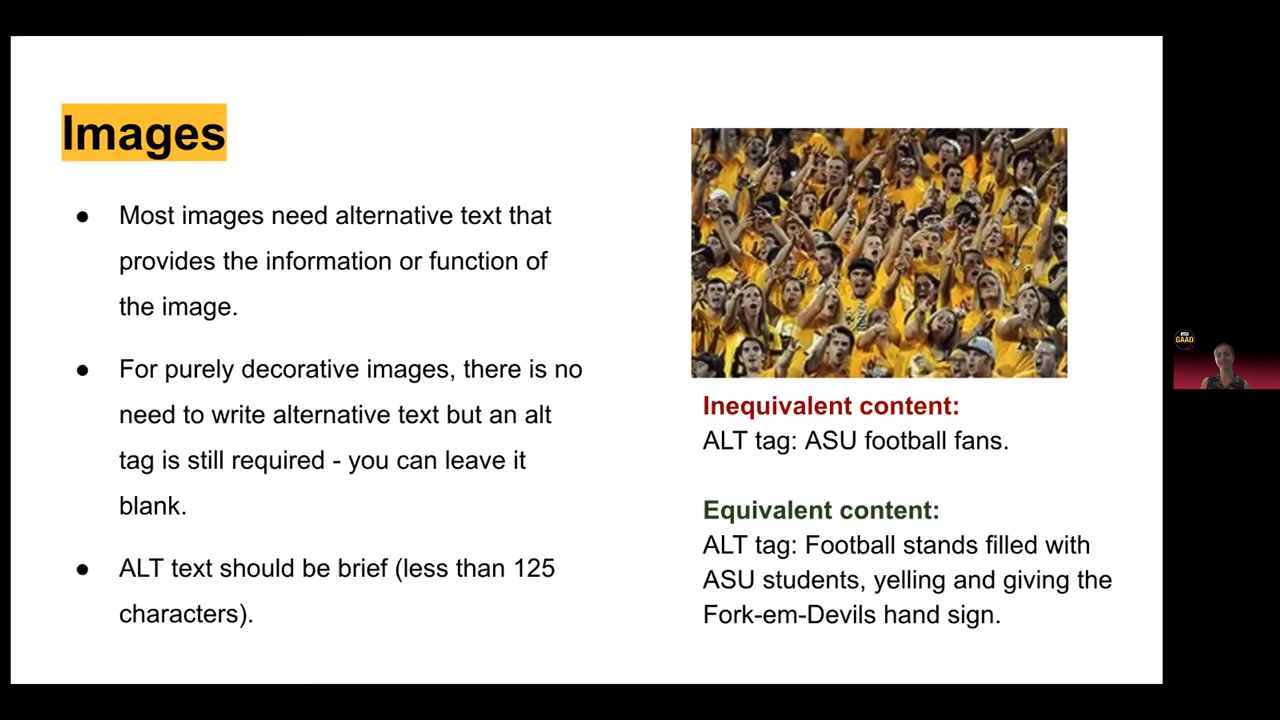 Images
● Most images need alternative text that
provides the information or function of
the image.
● For purely decorative images, there is no
need to write alternative text but an alt
tag is still required - you can leave it
blank.
● ALT text should be brief (less than 125
characters).
Inequivalent content:
ALT tag: ASU football fans.
Equivalent content:
ALT tag: Football stands filled with
ASU students, yelling and giving the
Fork-em-Devils hand sign.
ASU
GAAD